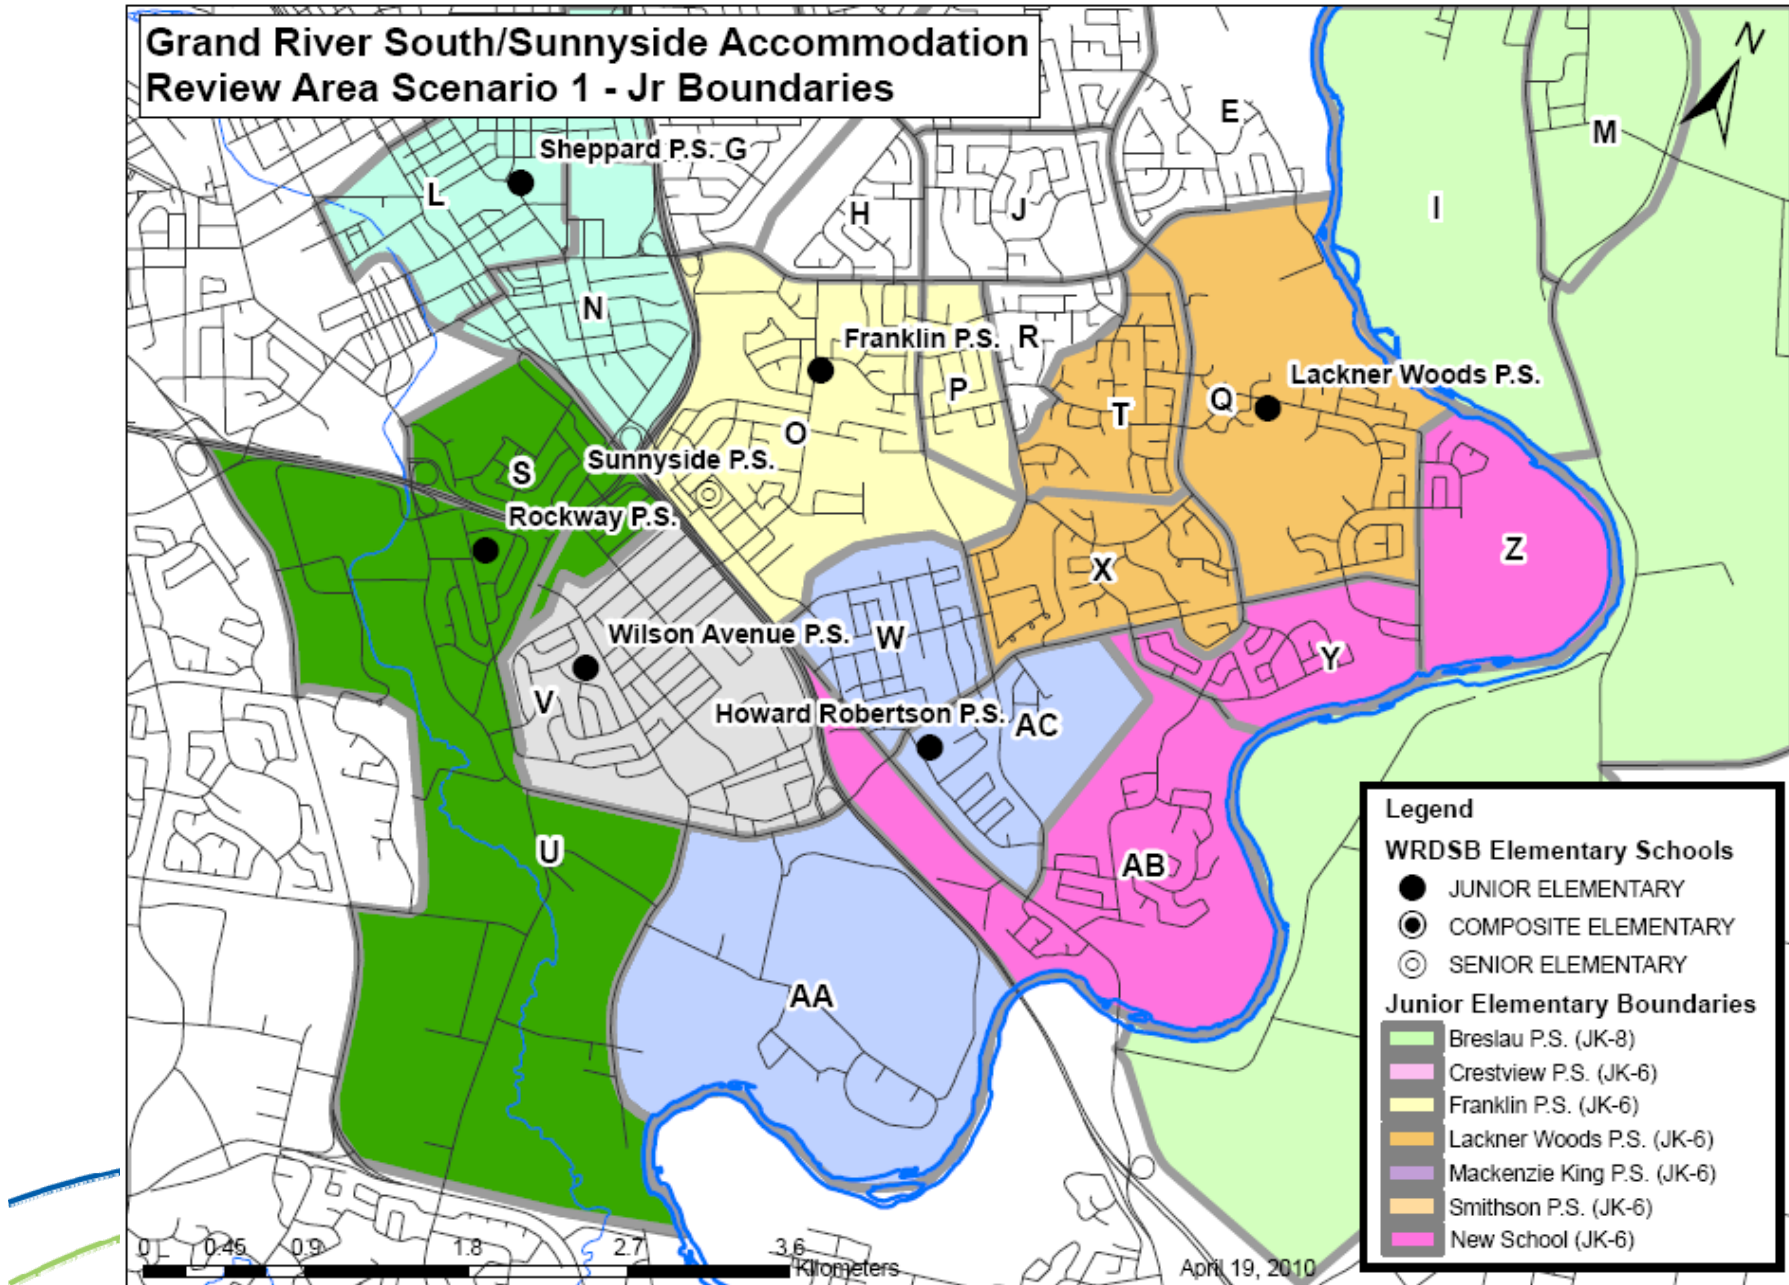 Grand River South/Sunnyside Accommodation
Review Area Scenario 1 - Jr Boundaries
N
E
M
Sheppard P.S.
G
L
H
J
I
N
Franklin P.S.
R
Lackner Woods P.S.
P
Q
T
O
S
Sunnyside P.S.
Rockway P.S.
Z
X
Wilson Avenue P.S.
W
Y
V
Howard Robertson P.S.
AC
U
AB
AA
Legend
WRDSB Elementary Schools
JUNIOR ELEMENTARY
COMPOSITE ELEMENTARY
SENIOR ELEMENTARY
Junior Elementary Boundaries
Breslau P.S. (JK-8)
Crestview P.S. (JK-6)
Franklin P.S. (JK-6)
Lackner Woods P.S. (JK-6)
Mackenzie King P.S. (JK-6)
Smithson P.S. (JK-6)
New School (JK-6)
0 0.45 0.9 1.8 2.7 3.6
Kilometers
April 19, 2010